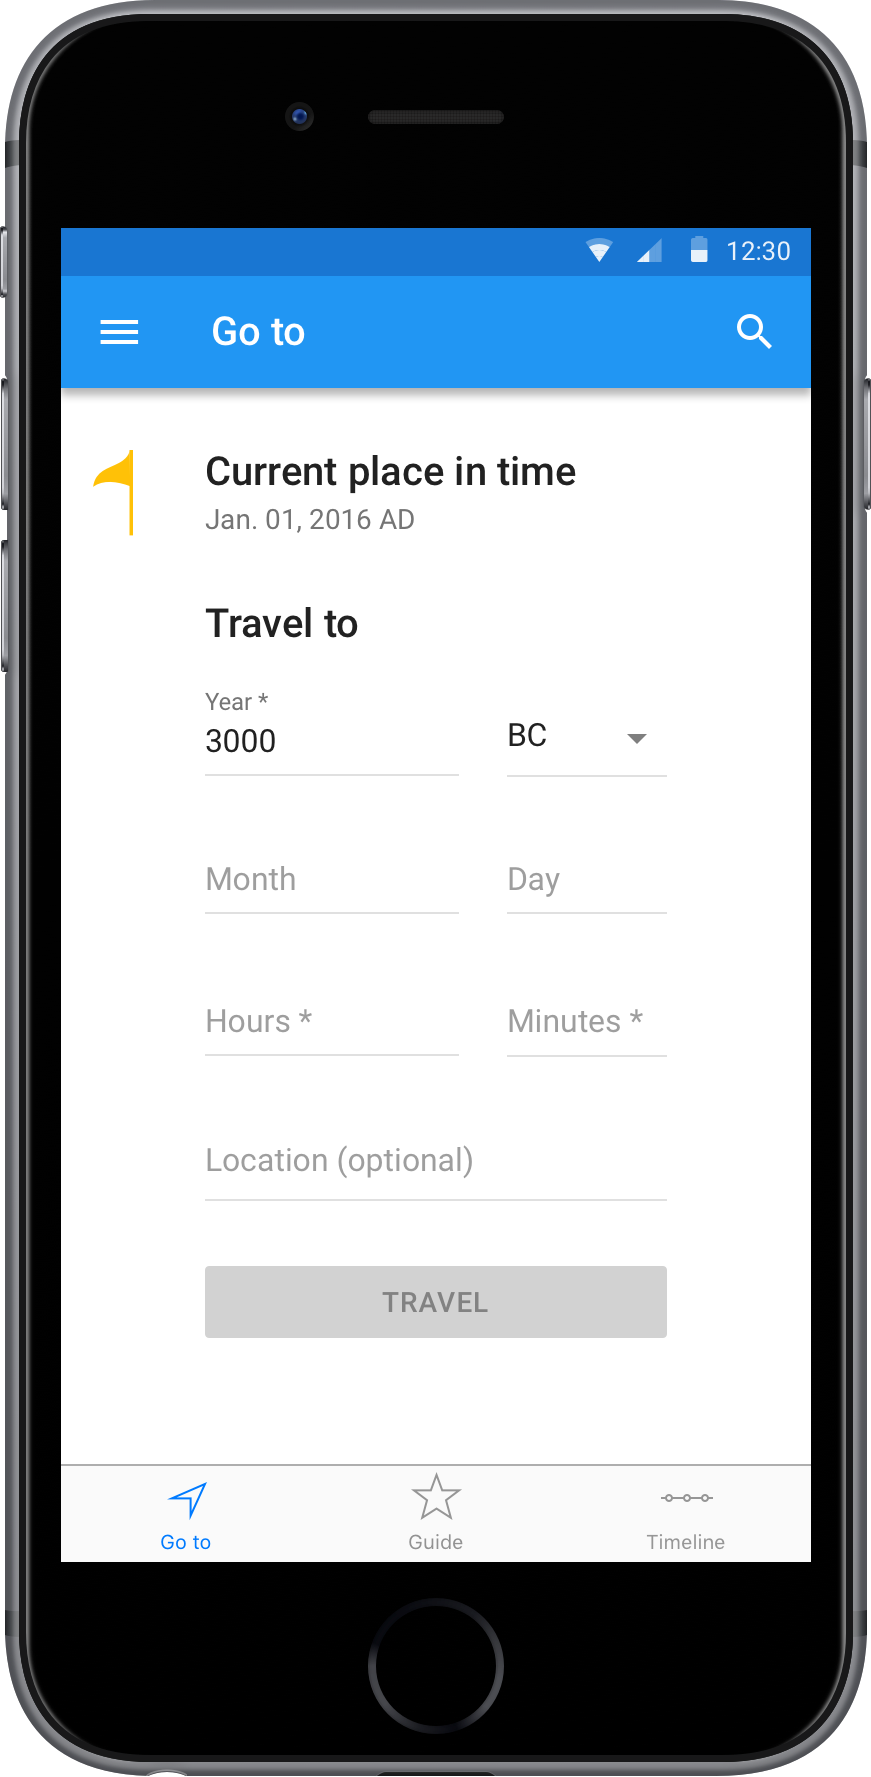 12:30
Go to
Current place in time
Jan. 01, 2016 AD
Travel to
Year *
3000 BC
Month Day
Hours * Minutes *
Location (optional)
TRAVEL
Go to Guide Timeline